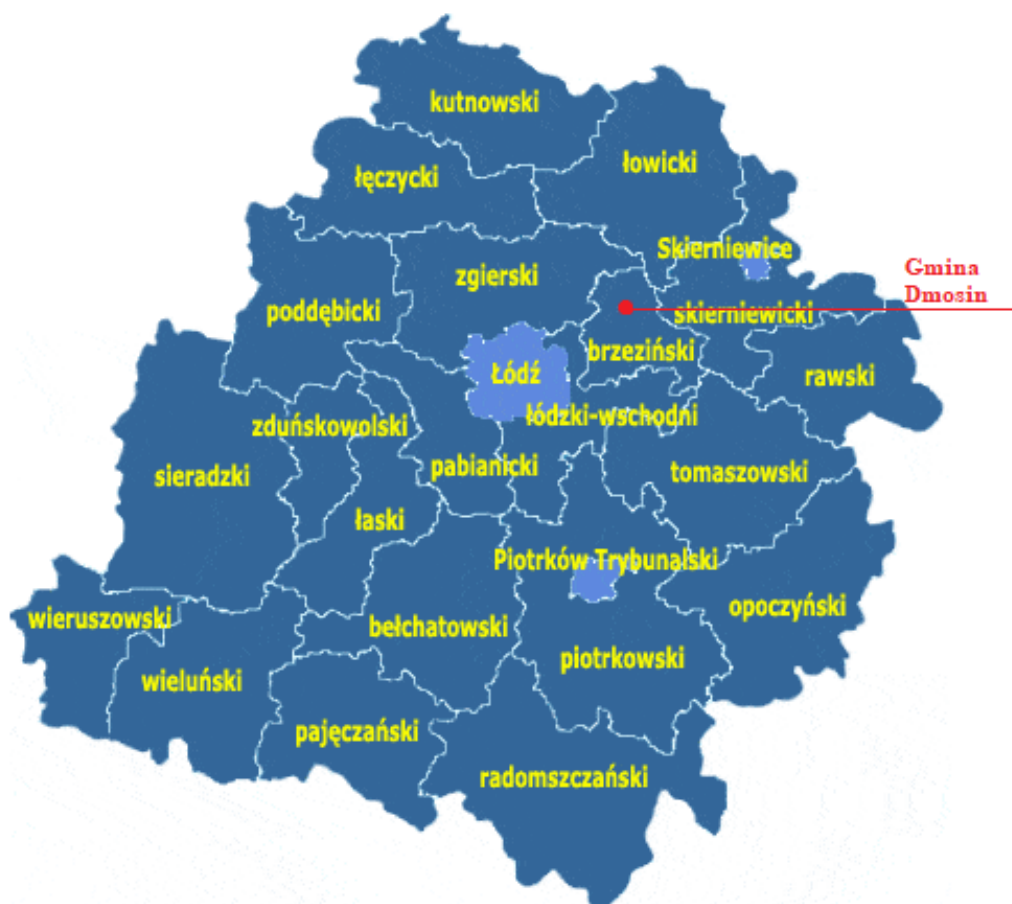 kutnowski
łęczycki
łowicki
Skierniewice
zgierski
Gmina
Dmosin
poddębicki
skierniewicki
brzeziński
Łódź
rawski
łódzki-wschodni
zduńskowolski
sieradzki
pabianicki
tomaszowski
łaski
Piotrków Trybunalski
opoczyński
wieruszowski
bełchatowski
piotrkowski
wieluński
pajęczański
radomszczański